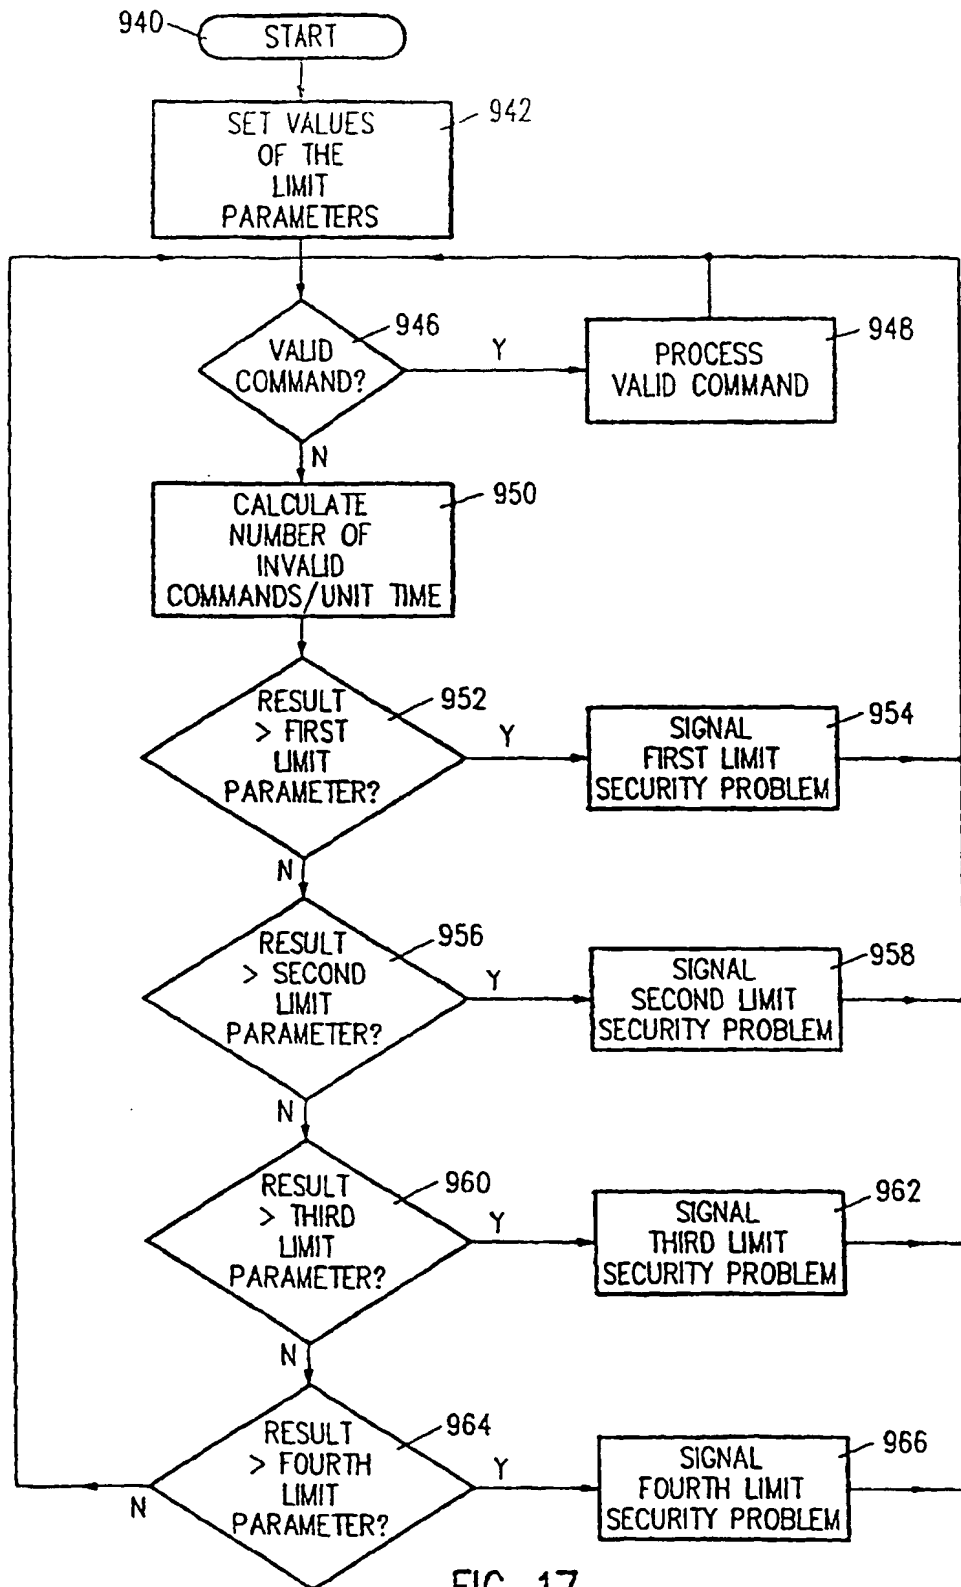 940
START
942
SET VALUES
OF THE
LIMIT
PARAMETERS
946
VALID
COMMAND?
Y
948
PROCESS
VALID COMMAND
N
950
CALCULATE
NUMBER OF
INVALID
COMMANDS/UNIT TIME
952
RESULT
> FIRST
LIMIT
PARAMETER?
Y
954
SIGNAL
FIRST LIMIT
SECURITY PROBLEM
N
956
RESULT
> SECOND
LIMIT
PARAMETER?
Y
958
SIGNAL
SECOND LIMIT
SECURITY PROBLEM
N
960
RESULT
> THIRD
LIMIT
PARAMETER?
Y
962
SIGNAL
THIRD LIMIT
SECURITY PROBLEM
N
964
RESULT
> FOURTH
LIMIT
PARAMETER?
Y
966
SIGNAL
FOURTH LIMIT
SECURITY PROBLEM
N
FIG. 17